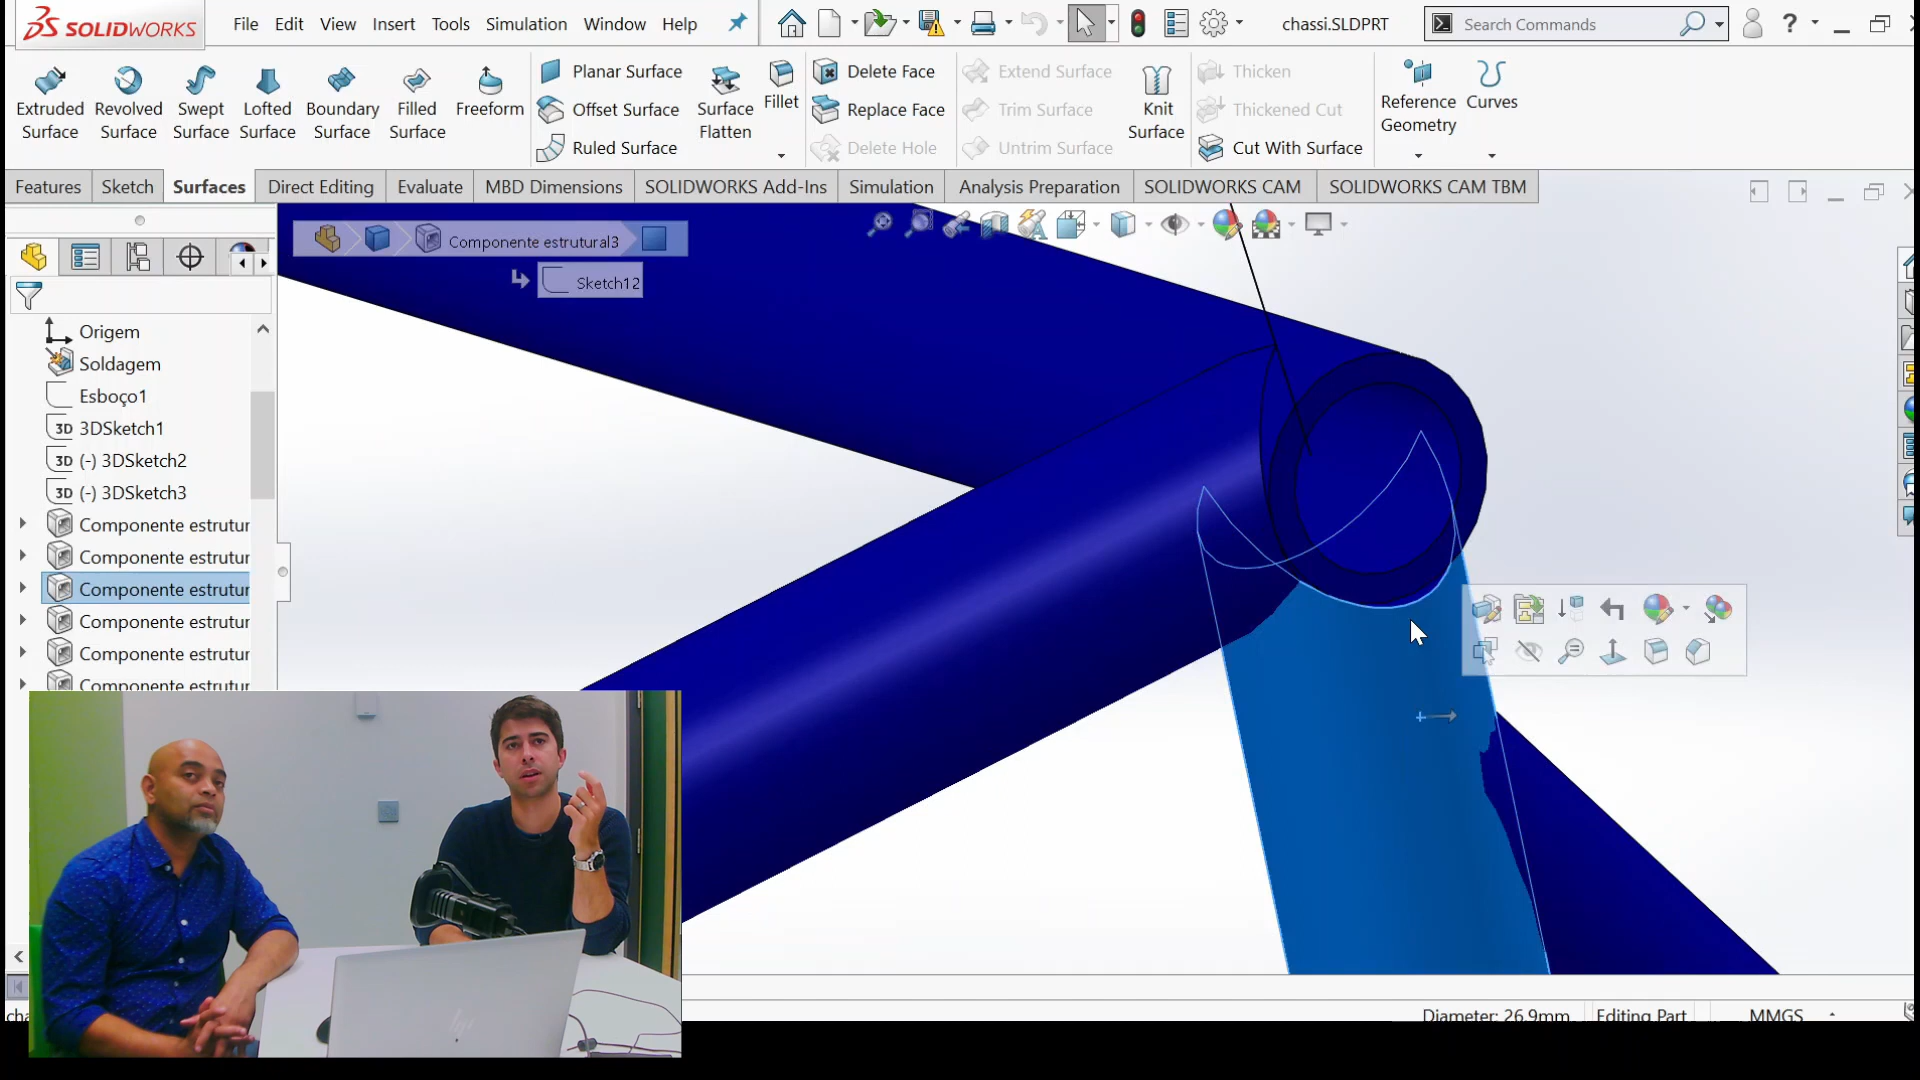 SOLIDWORKS File Edit View Insert Tools Simulation Window Help chassi.SLDPRT Search Commands ?
Extruded Surface
Revolved Surface
Swept Surface
Lofted Surface
Boundary Surface
Filled Surface
Freeform
Planar Surface
Offset Surface
Ruled Surface
Surface Flatten
Fillet
Delete Face
Replace Face
Delete Hole
Extend Surface
Trim Surface
Untrim Surface
Knit Surface
Thicken
Thickened Cut
Cut With Surface
Reference Geometry
Curves
Features Sketch Surfaces Direct Editing Evaluate MBD Dimensions SOLIDWORKS Add-Ins Simulation Analysis Preparation SOLIDWORKS CAM SOLIDWORKS CAM TBM
Componente estrutural3
Sketch12
Origem
Soldagem
Esboço1
3D 3DSketch1
3D (-) 3DSketch2
3D (-) 3DSketch3
Componente estrutur
Componente estrutur
Componente estrutur
Componente estrutur
Componente estrutur
Componente estrutur
hp
Diameter: 26.9mm Editing Part MMGS